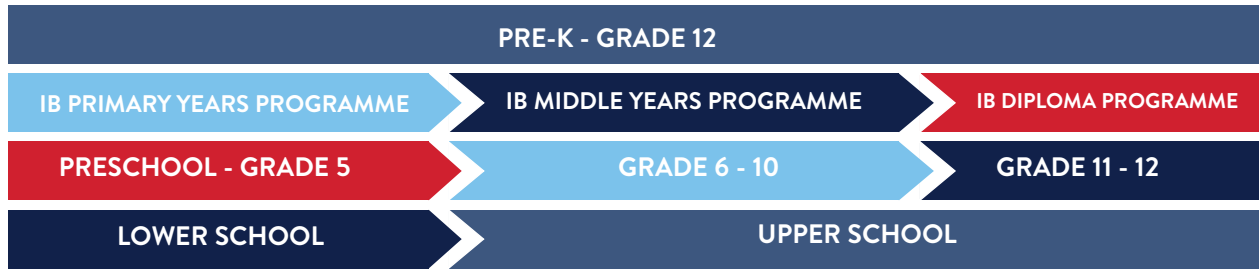 PRE-K - GRADE 12
IB PRIMARY YEARS PROGRAMME
IB MIDDLE YEARS PROGRAMME
IB DIPLOMA PROGRAMME
PRESCHOOL - GRADE 5
GRADE 6 - 10
GRADE 11 - 12
LOWER SCHOOL
UPPER SCHOOL